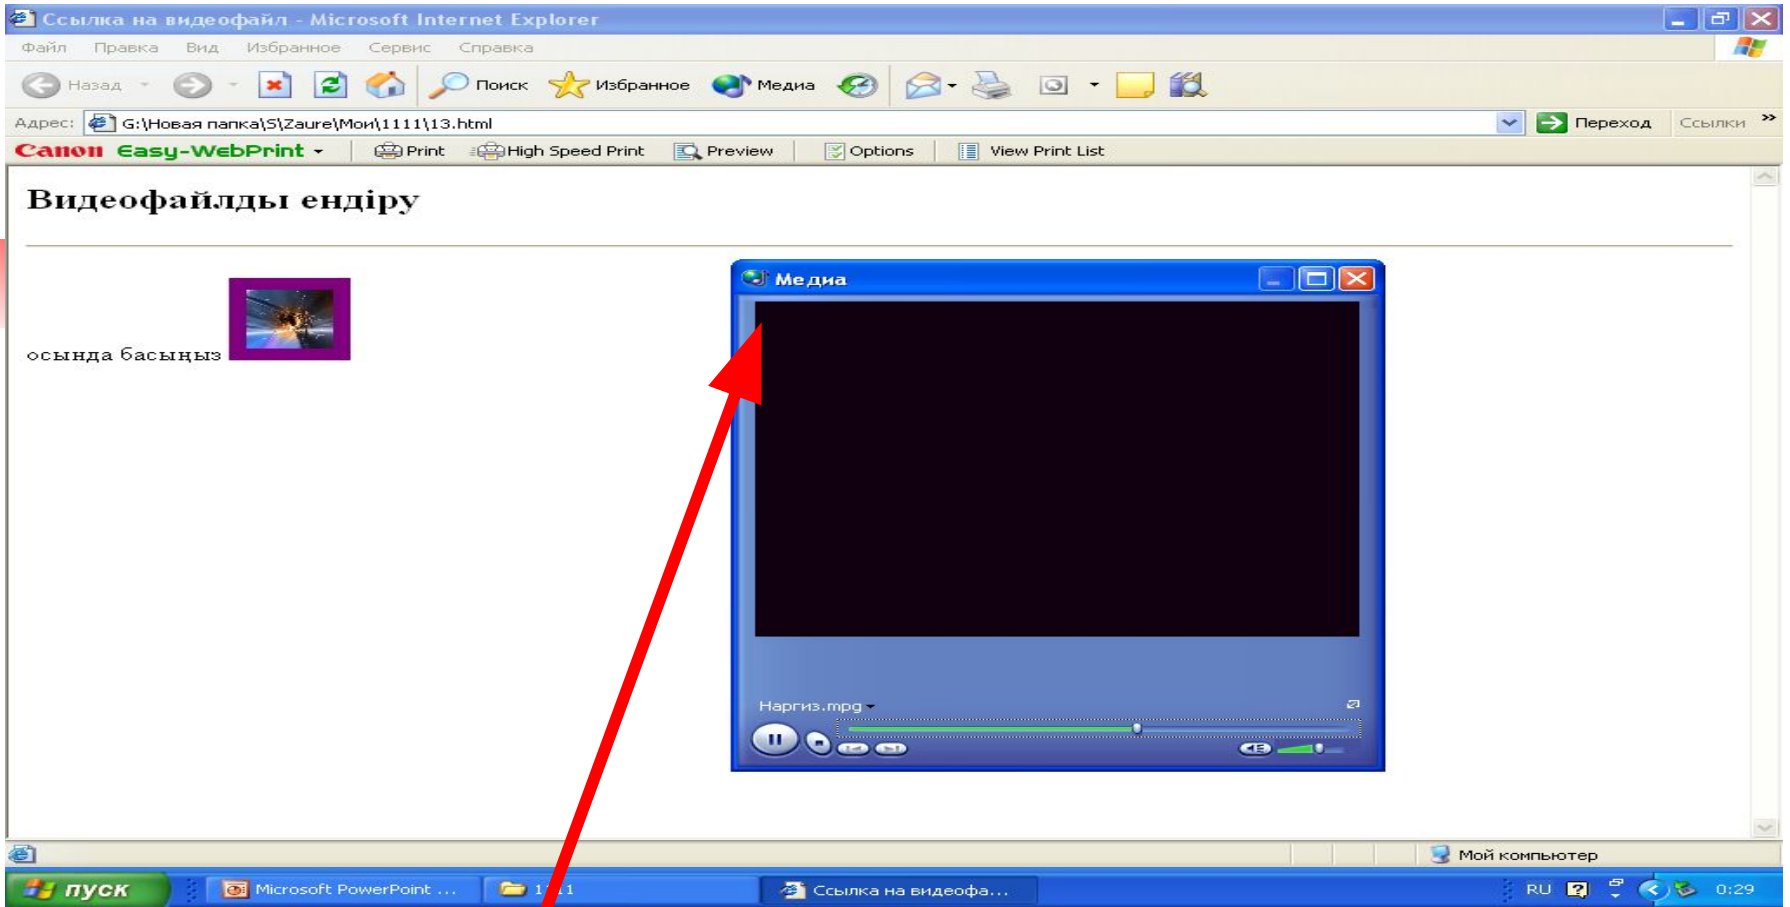 Ссылка на видеофайл - Microsoft Internet Explorer
Файл Правка Вид Избранное Сервис Справка
Назад Поиск Избранное Медиа
Адрес: G:\Новая папка\S\Zaure\Мои\1111\13.html Переход Ссылки »
Canon Easy-WebPrint Print High Speed Print Preview Options View Print List
Видеофайлды ендіру
осында басыңыз
Медиа
Наргиз.mpg
Мой компьютер
пуск Microsoft PowerPoint ... Ссылка на видеофа... RU 0:29